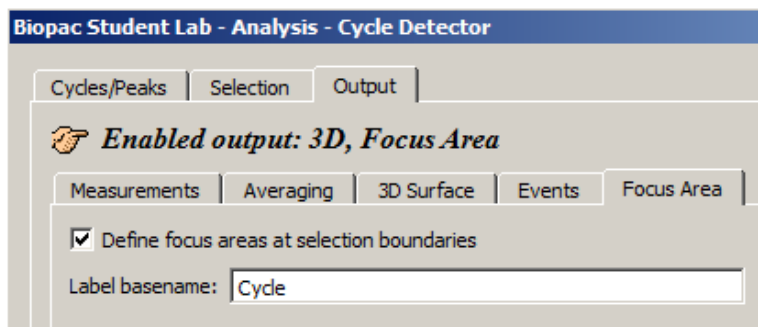 Biopac Student Lab - Analysis - Cycle Detector
Cycles/Peaks Selection Output
Enabled output: 3D, Focus Area
Measurements Averaging 3D Surface Events Focus Area
Define focus areas at selection boundaries
Label basename: Cycle